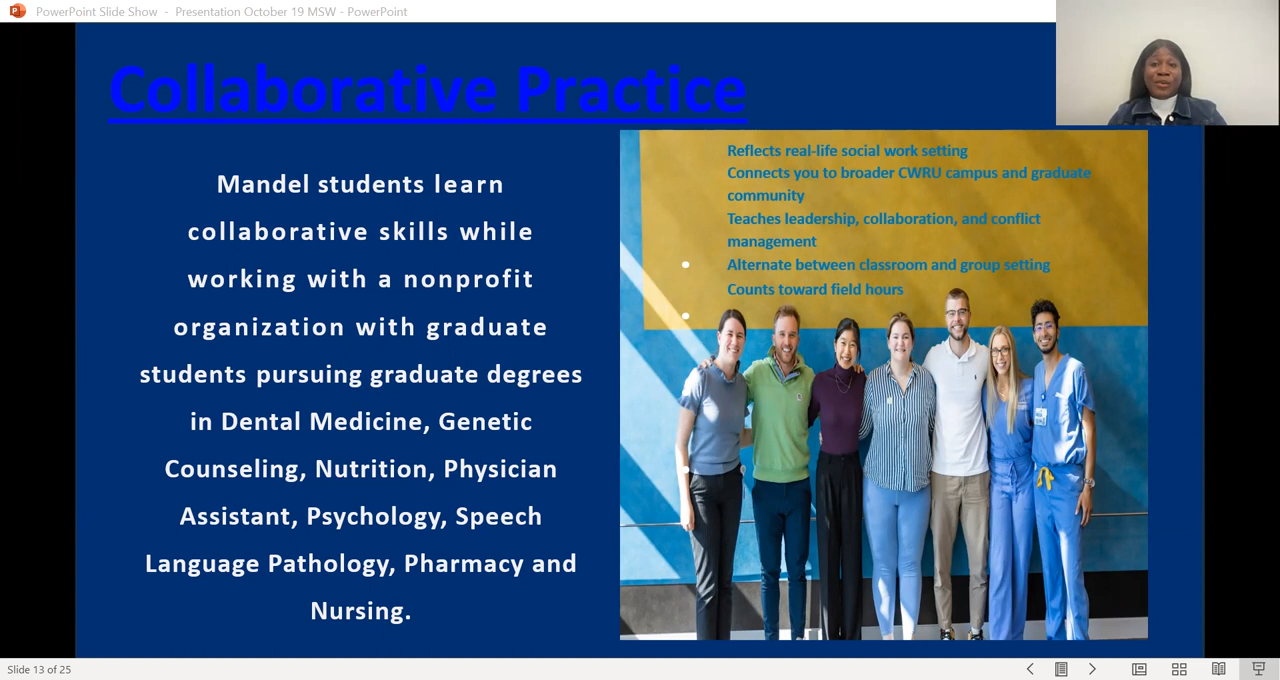 PowerPoint Slide Show - Presentation October 19 MSW - PowerPoint
Collaborative Practice
Mandel students learn
collaborative skills while
working with a nonprofit
organization with graduate
students pursuing graduate degrees
in Dental Medicine, Genetic
Counseling, Nutrition, Physician
Assistant, Psychology, Speech
Language Pathology, Pharmacy and
Nursing.
Reflects real-life social work setting
Connects you to broader CWRU campus and graduate
community
Teaches leadership, collaboration, and conflict
management
Alternate between classroom and group setting
Counts toward field hours
Slide 13 of 25